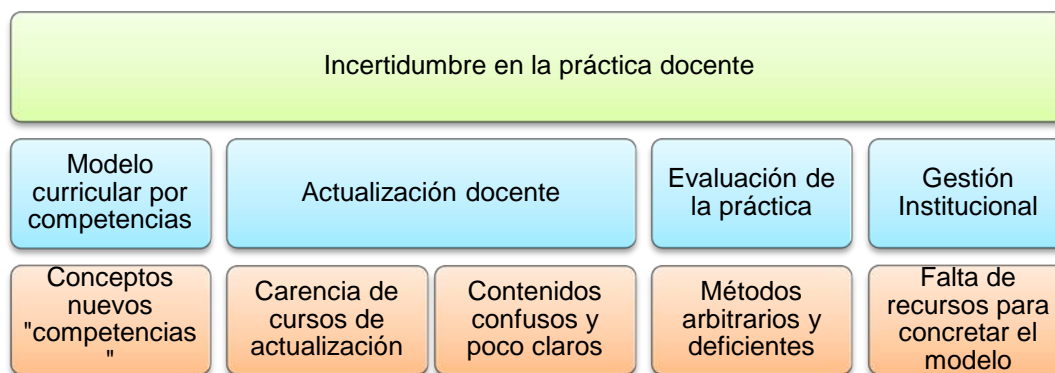 Incertidumbre en la práctica docente
Modelo
curricular por
competencias
Actualización docente
Evaluación de
la práctica
Gestión
Institucional
Conceptos
nuevos
"competencias
"
Carencia de
cursos de
actualización
Contenidos
confusos y
poco claros
Métodos
arbitrarios y
deficientes
Falta de
recursos para
concretar el
modelo